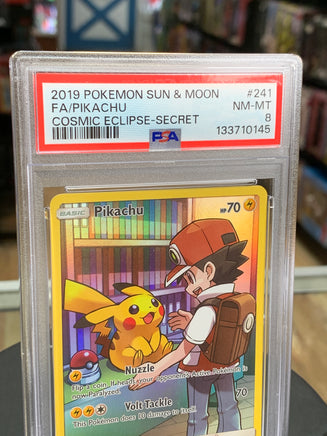 2019 POKEMON SUN & MOON #241
FA/PIKACHU NM-MT
COSMIC ECLIPSE-SECRET 8
PSA 133710145
BASIC Pikachu HP70
Nuzzle
Flip a coin. If heads, your opponent's Active Pokémon is now Paralyzed.
Volt Tackle 70
This Pokémon does 10 damage to itself.